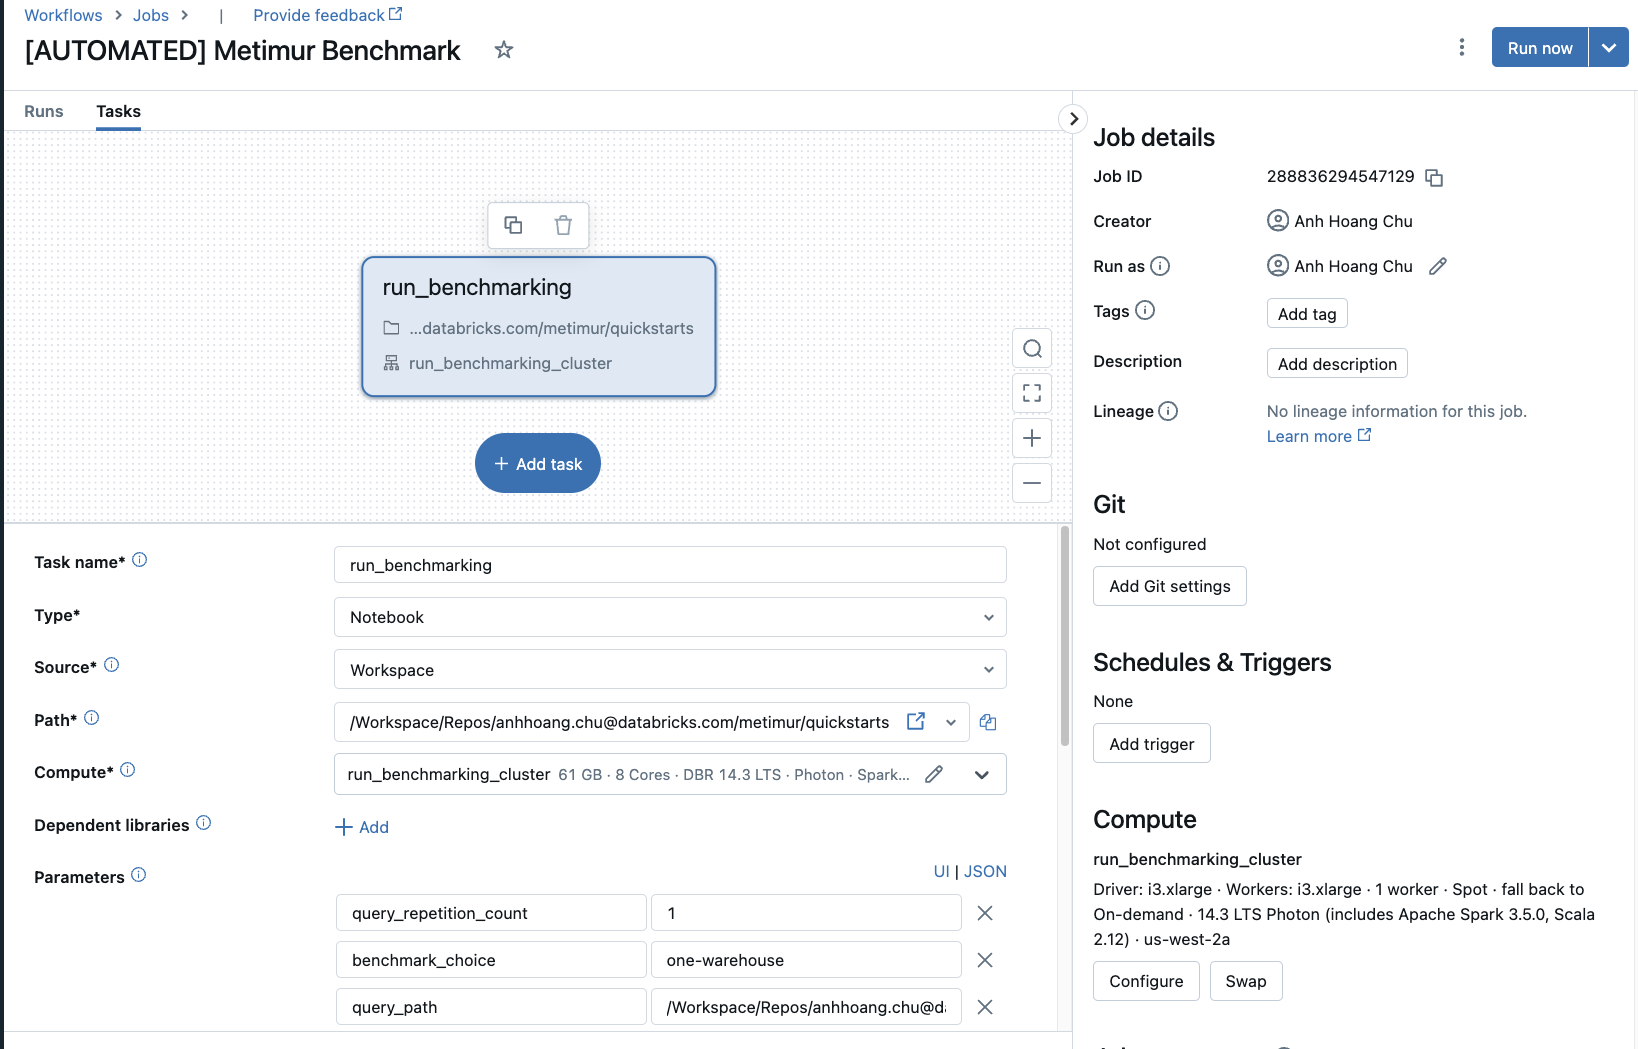 Workflows > Jobs > | Provide feedback
[AUTOMATED] Metimur Benchmark
Run now
Runs Tasks
run_benchmarking
...databricks.com/metimur/quickstarts
run_benchmarking_cluster
+ Add task
Task name* run_benchmarking
Type* Notebook
Source* Workspace
Path* /Workspace/Repos/anhhoang.chu@databricks.com/metimur/quickstarts
Compute* run_benchmarking_cluster 61 GB · 8 Cores · DBR 14.3 LTS · Photon · Spark...
Dependent libraries + Add
Parameters UI | JSON
query_repetition_count 1
benchmark_choice one-warehouse
query_path /Workspace/Repos/anhhoang.chu@d
Job details
Job ID 288836294547129
Creator Anh Hoang Chu
Run as Anh Hoang Chu
Tags Add tag
Description Add description
Lineage No lineage information for this job.
Learn more
Git
Not configured
Add Git settings
Schedules & Triggers
None
Add trigger
Compute
run_benchmarking_cluster
Driver: i3.xlarge · Workers: i3.xlarge · 1 worker · Spot · fall back to
On-demand · 14.3 LTS Photon (includes Apache Spark 3.5.0, Scala
2.12) · us-west-2a
Configure Swap